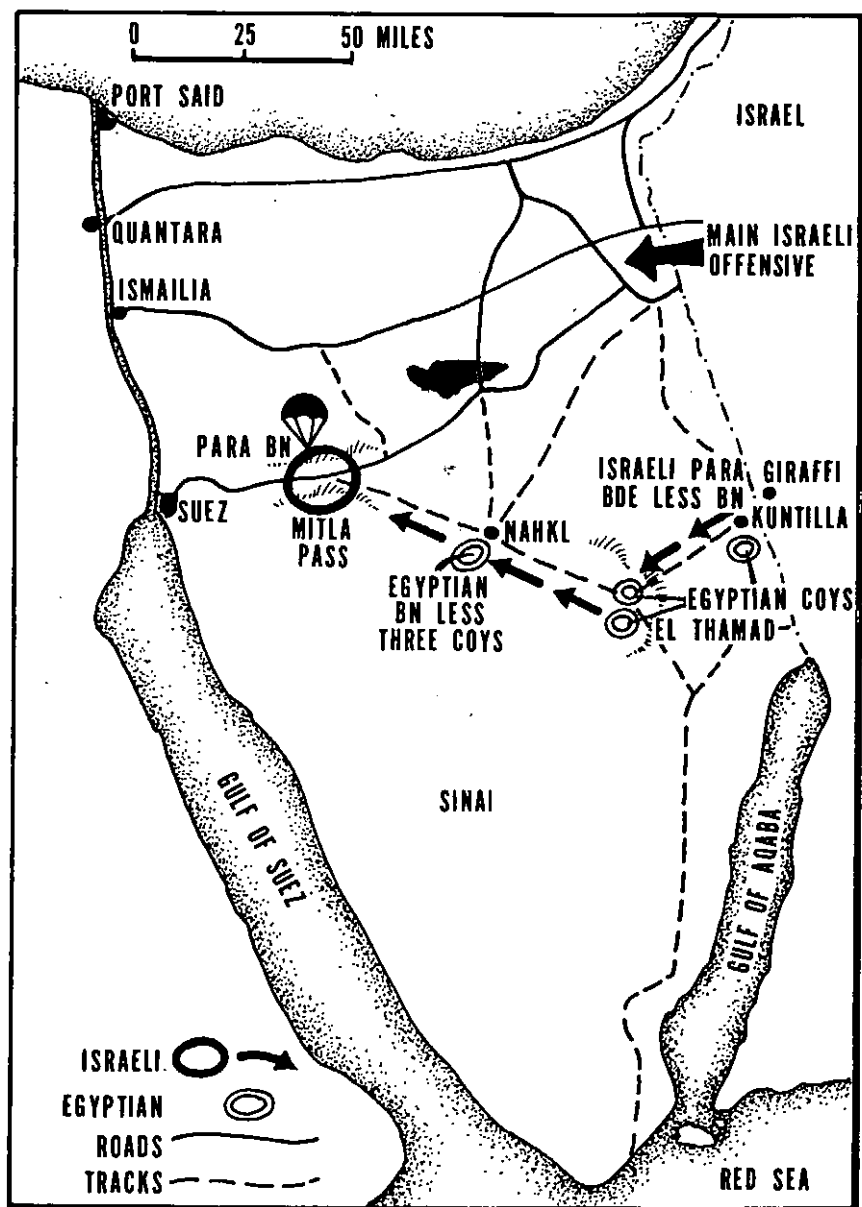 0 25 50 MILES
PORT SAID
ISRAEL
QUANTARA
MAIN ISRAELI
OFFENSIVE
ISMAILIA
PARA BN
ISRAELI PARA
BDE LESS BN
GIRAFFI
KUNTILLA
SUEZ
MITLA
PASS
NAHKL
EGYPTIAN
BN LESS
THREE COYS
EGYPTIAN COYS
EL THAMAD
SINAI
GULF OF SUEZ
GULF OF AQABA
ISRAELI
EGYPTIAN
ROADS
TRACKS
RED SEA